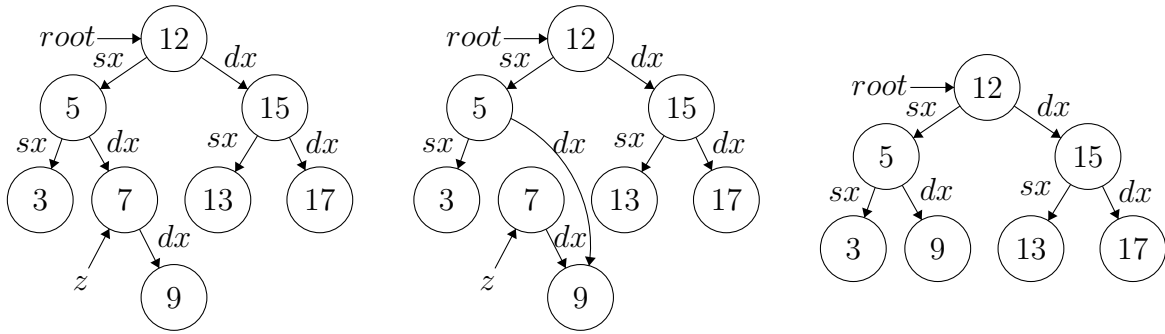 root 12
sx dx
5 15
sx dx sx dx
3 7 13 17
z dx
9
root 12
sx dx
5 15
sx dx sx dx
3 7 13 17
z dx
9
root 12
sx dx
5 15
sx dx sx dx
3 9 13 17